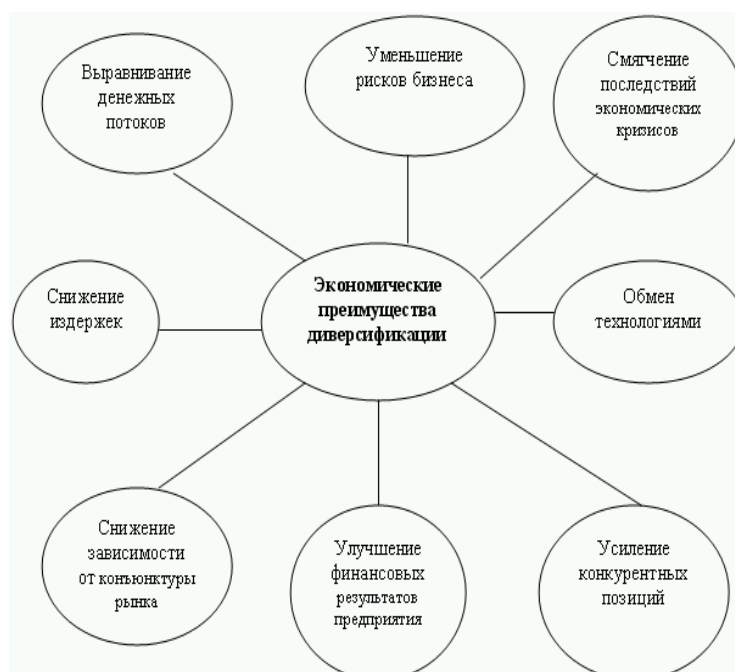 Выравнивание
денежных
потоков
Уменьшение
рисков бизнеса
Смягчение
последствий
экономических
кризисов
Снижение
издержек
Экономические
преимущества
диверсификации
Обмен
технологиями
Снижение
зависимости
от конъюнктуры
рынка
Улучшение
финансовых
результатов
предприятия
Усиление
конкурентных
позиций